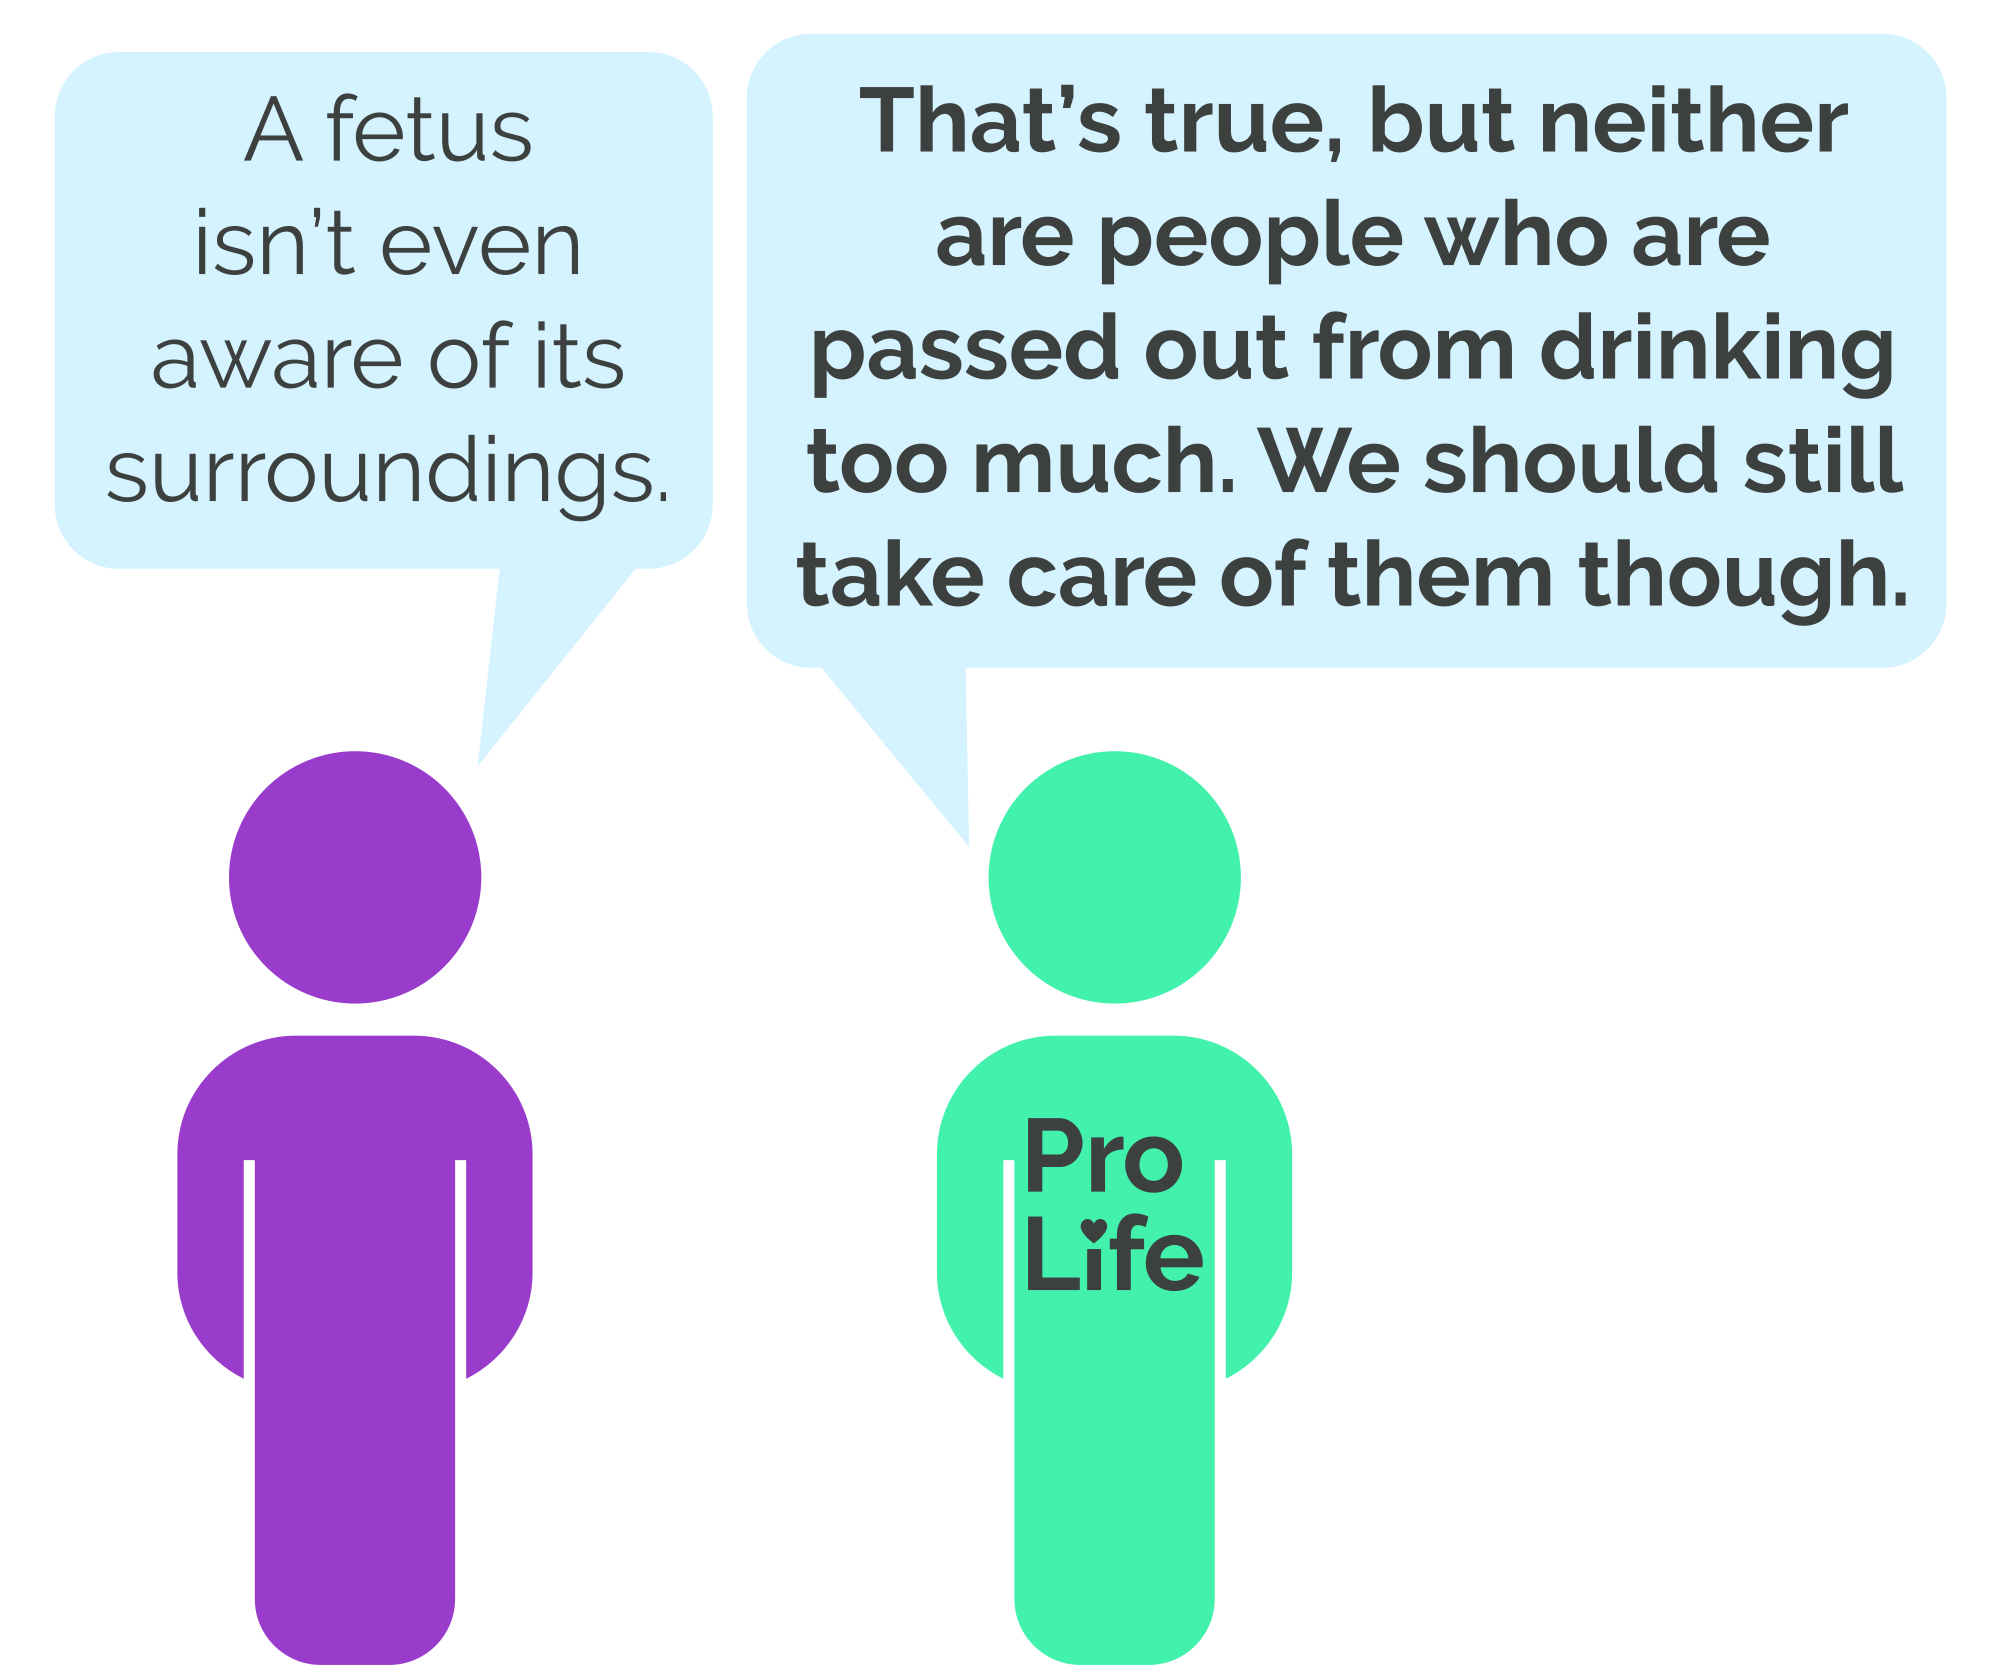 A fetus
isn’t even
aware of its
surroundings.
That’s true, but neither
are people who are
passed out from drinking
too much. We should still
take care of them though.
Pro
Life